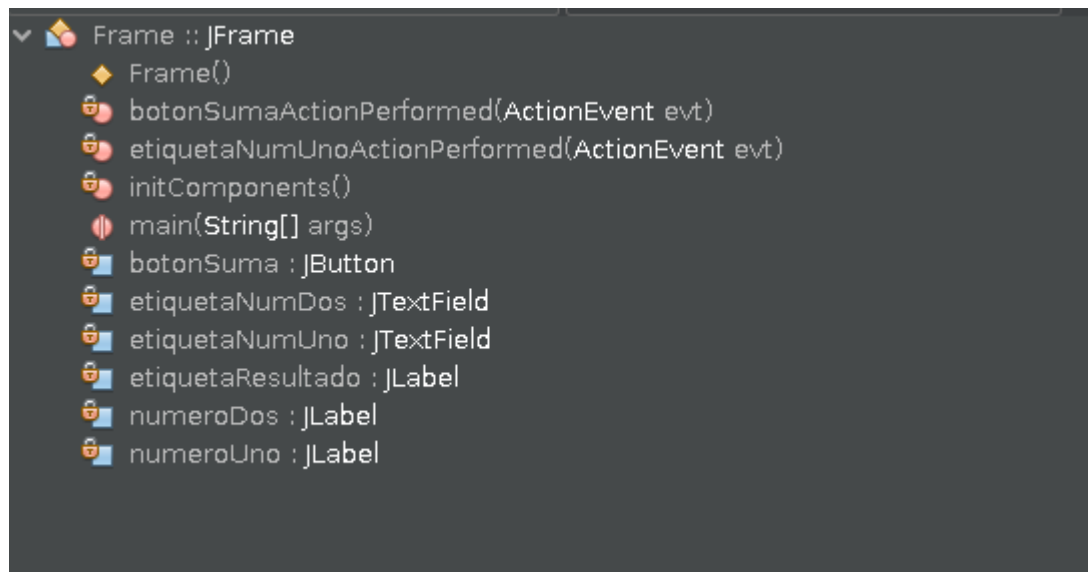 Frame :: JFrame
Frame()
botonSumaActionPerformed(ActionEvent evt)
etiquetaNumUnoActionPerformed(ActionEvent evt)
initComponents()
main(String[] args)
botonSuma : JButton
etiquetaNumDos : JTextField
etiquetaNumUno : JTextField
etiquetaResultado : JLabel
numeroDos : JLabel
numeroUno : JLabel